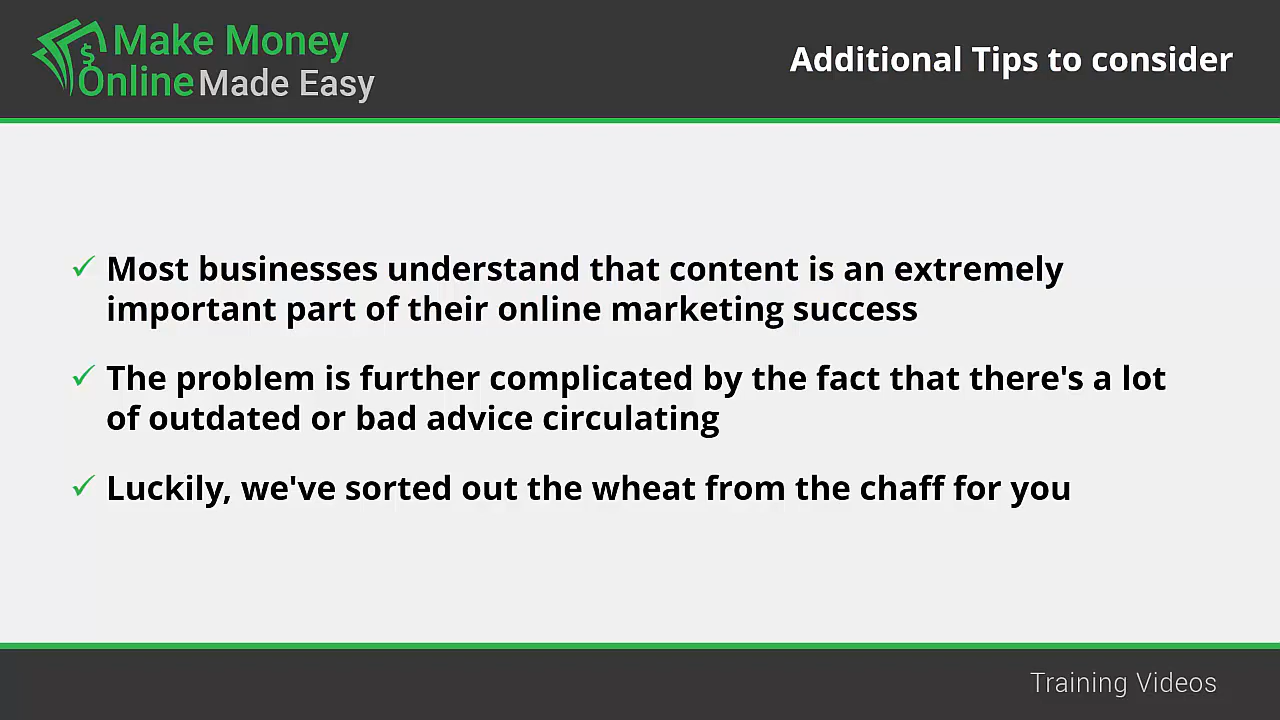 Make Money
Online Made Easy
Additional Tips to consider
✓ Most businesses understand that content is an extremely
important part of their online marketing success
✓ The problem is further complicated by the fact that there's a lot
of outdated or bad advice circulating
✓ Luckily, we've sorted out the wheat from the chaff for you
Training Videos